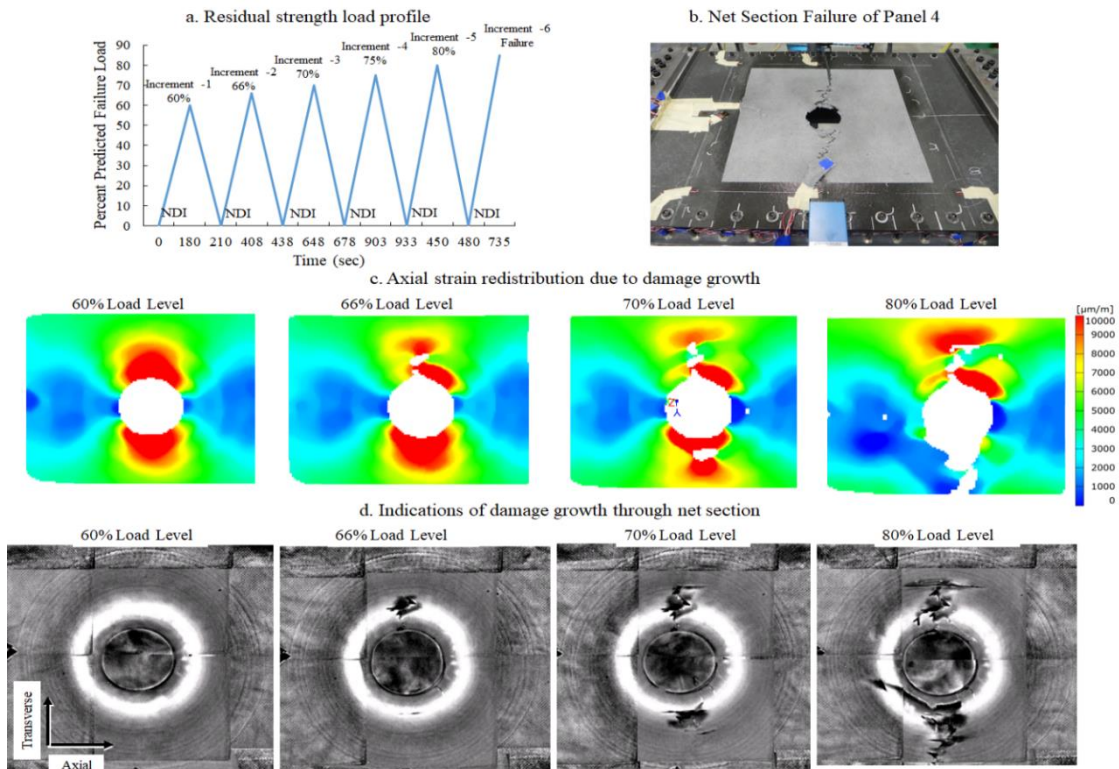 a. Residual strength load profile
b. Net Section Failure of Panel 4
Percent Predicted Failure Load
90
80
70
60
50
40
30
20
10
0
Increment -1
60%
Increment -2
66%
Increment -3
70%
Increment -4
75%
Increment -5
80%
Increment -6
Failure
NDI NDI NDI NDI NDI NDI
0 180 210 408 438 648 678 903 933 450 480 735
Time (sec)
c. Axial strain redistribution due to damage growth
60% Load Level 66% Load Level 70% Load Level 80% Load Level
[µm/m]
10000
9000
8000
7000
6000
5000
4000
3000
2000
1000
0
Z
d. Indications of damage growth through net section
60% Load Level 66% Load Level 70% Load Level 80% Load Level
Transverse
Axial